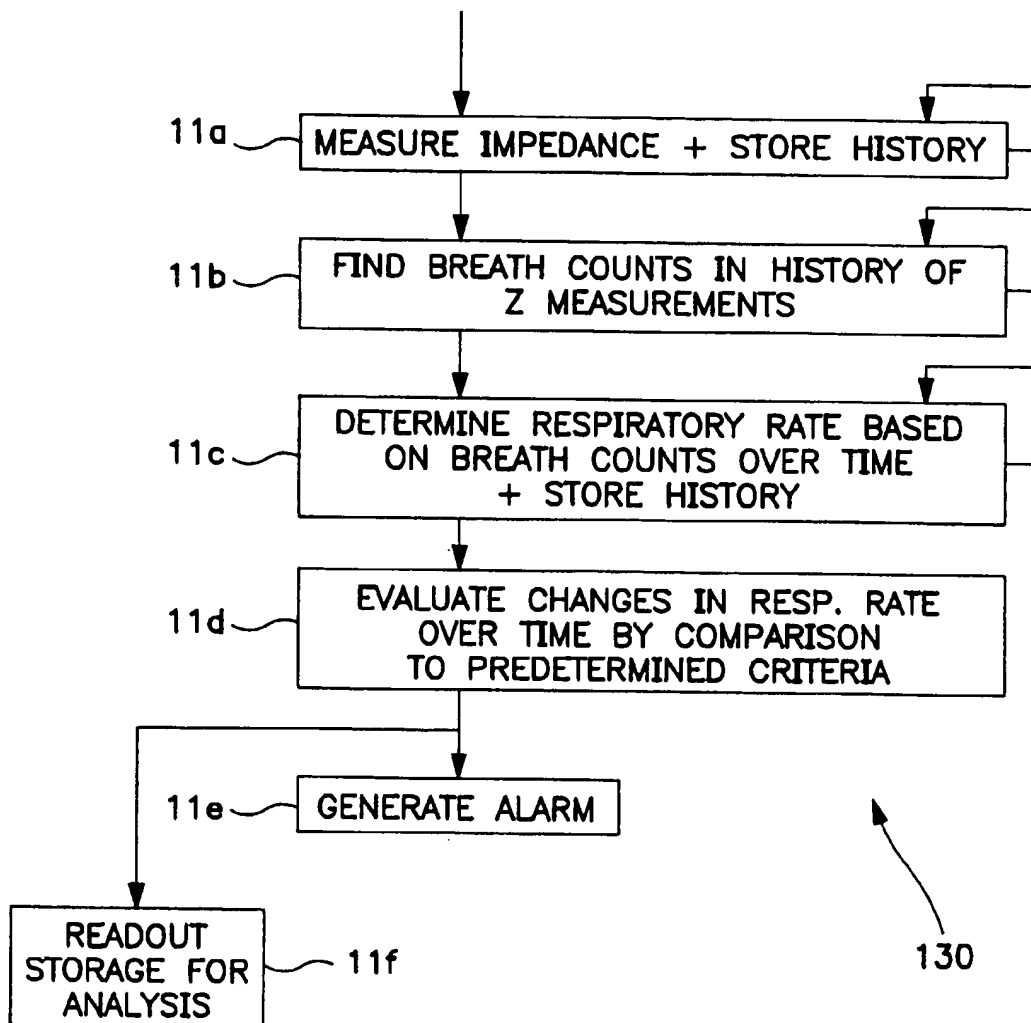 11a
MEASURE IMPEDANCE + STORE HISTORY
11b
FIND BREATH COUNTS IN HISTORY OF
Z MEASUREMENTS
11c
DETERMINE RESPIRATORY RATE BASED
ON BREATH COUNTS OVER TIME
+ STORE HISTORY
11d
EVALUATE CHANGES IN RESP. RATE
OVER TIME BY COMPARISON
TO PREDETERMINED CRITERIA
11e
GENERATE ALARM
READOUT
STORAGE FOR
ANALYSIS
11f
130